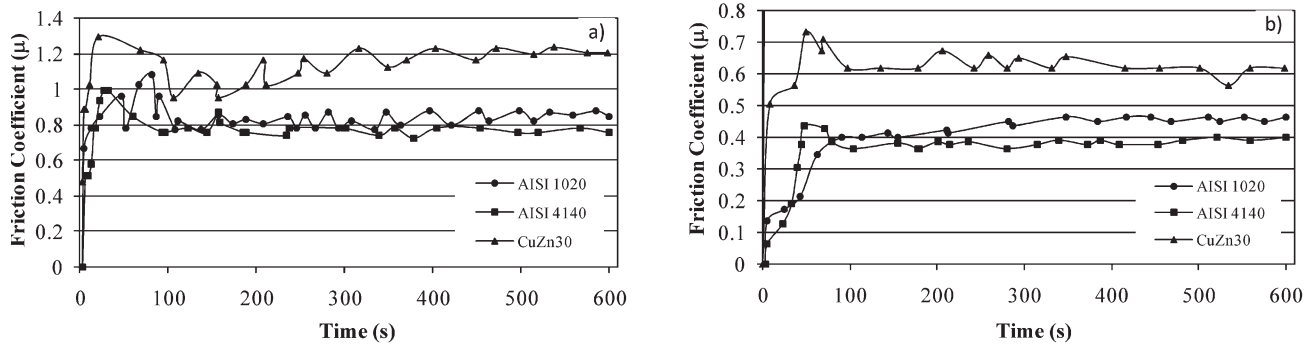 a)
Friction Coefficient (μ)
1.4
1.2
1
0.8
0.6
0.4
0.2
0
0 100 200 300 400 500 600
Time (s)
AISI 1020
AISI 4140
CuZn30
b)
Friction Coefficient (μ)
0.8
0.7
0.6
0.5
0.4
0.3
0.2
0.1
0
0 100 200 300 400 500 600
Time (s)
AISI 1020
AISI 4140
CuZn30